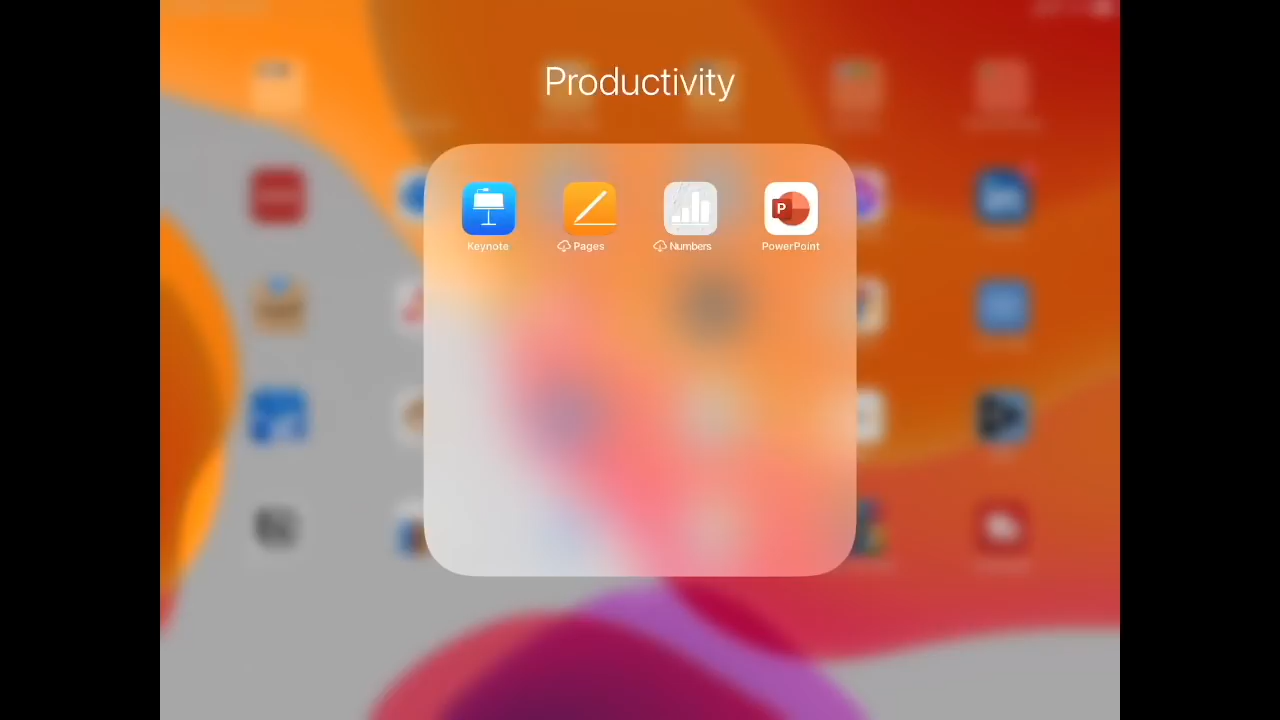 Productivity
Keynote
Pages
Numbers
P
PowerPoint